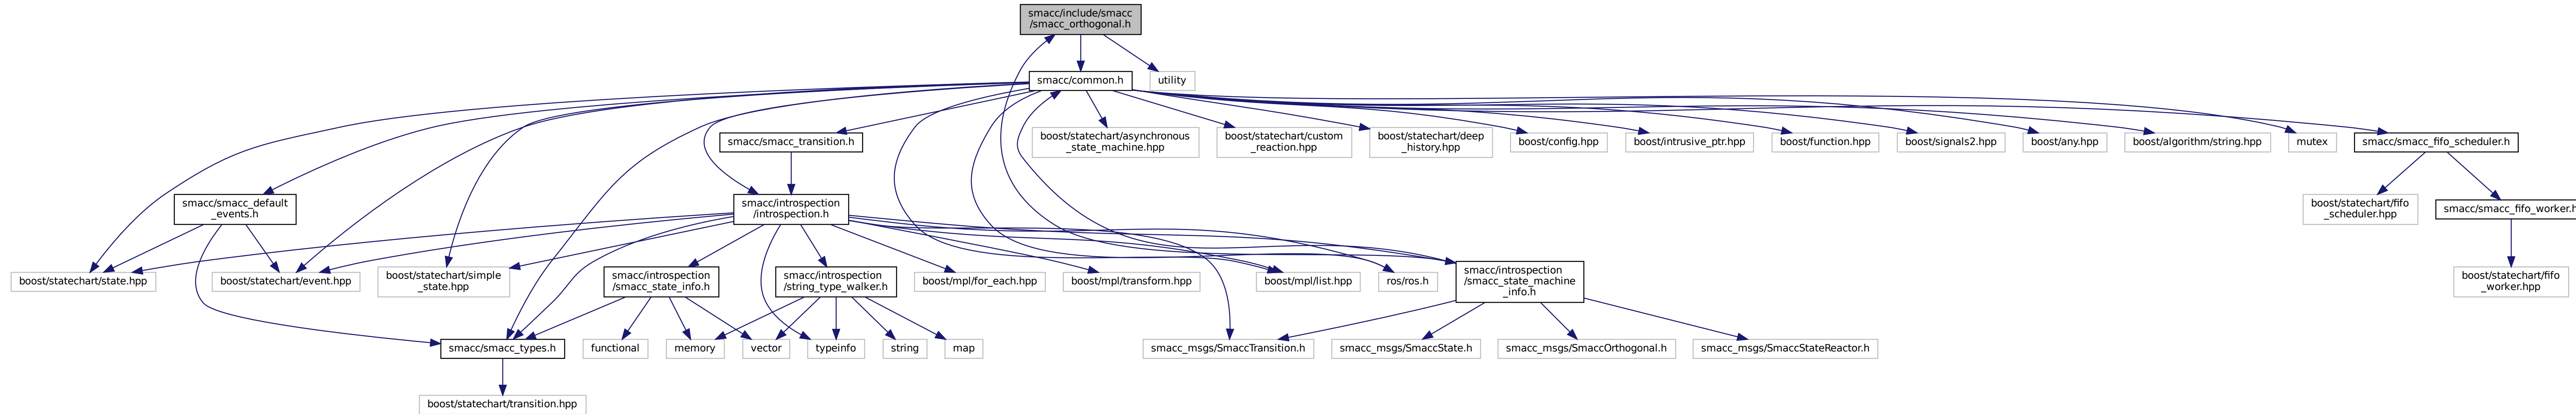 smacc/include/smacc
/smacc_orthogonal.h
smacc/common.h
utility
smacc/smacc_transition.h
boost/statechart/asynchronous
_state_machine.hpp
boost/statechart/custom
_reaction.hpp
boost/statechart/deep
_history.hpp
boost/config.hpp
boost/intrusive_ptr.hpp
boost/function.hpp
boost/signals2.hpp
boost/any.hpp
boost/algorithm/string.hpp
mutex
smacc/smacc_fifo_scheduler.h
smacc/smacc_default
_events.h
smacc/introspection
/introspection.h
boost/statechart/fifo
_scheduler.hpp
smacc/smacc_fifo_worker.h
boost/statechart/state.hpp
boost/statechart/event.hpp
boost/statechart/simple
_state.hpp
smacc/introspection
/smacc_state_info.h
smacc/introspection
/string_type_walker.h
boost/mpl/for_each.hpp
boost/mpl/transform.hpp
boost/mpl/list.hpp
ros/ros.h
smacc/introspection
/smacc_state_machine
_info.h
boost/statechart/fifo
_worker.hpp
smacc/smacc_types.h
functional
memory
vector
typeinfo
string
map
smacc_msgs/SmaccTransition.h
smacc_msgs/SmaccState.h
smacc_msgs/SmaccOrthogonal.h
smacc_msgs/SmaccStateReactor.h
boost/statechart/transition.hpp